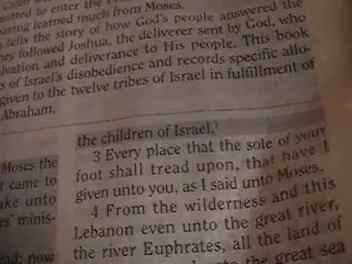 mitted to enter the
having learned much from Moses.
tells the story of how God's people answered the
they followed Joshua, the deliverer sent by God, who
lvation and deliverance to His people. This book
s of Israel's disobedience and records specific allo-
given to the twelve tribes of Israel in fulfillment of
Abraham.
the children of Israel.
3 Every place that the sole of your
foot shall tread upon, that have I
given unto you, as I said unto Moses.
4 From the wilderness and this
Lebanon even unto the great river,
the river Euphrates, all the land of
the great sea
Moses the
t came to
ake unto
es' minis-
ad: now